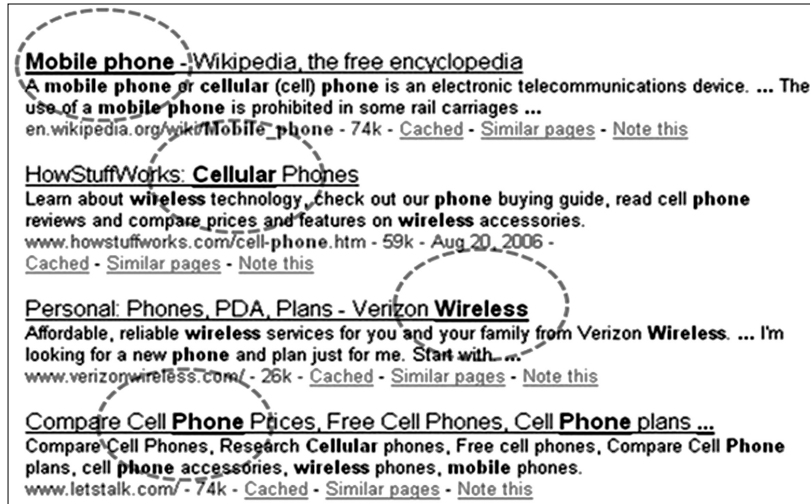 Mobile phone - Wikipedia, the free encyclopedia
A mobile phone or cellular (cell) phone is an electronic telecommunications device. ... The
use of a mobile phone is prohibited in some rail carriages ...
en.wikipedia.org/wiki/Mobile_phone - 74k - Cached - Similar pages - Note this
HowStuffWorks: Cellular Phones
Learn about wireless technology, check out our phone buying guide, read cell phone
reviews and compare prices and features on wireless accessories.
www.howstuffworks.com/cell-phone.htm - 59k - Aug 20, 2006 -
Cached - Similar pages - Note this
Personal: Phones, PDA, Plans - Verizon Wireless
Affordable, reliable wireless services for you and your family from Verizon Wireless. ... I'm
looking for a new phone and plan just for me. Start with... ...
www.verizonwireless.com/ - 26k - Cached - Similar pages - Note this
Compare Cell Phone Prices, Free Cell Phones, Cell Phone plans ...
Compare Cell Phones, Research Cellular phones, Free cell phones, Compare Cell Phone
plans, cell phone accessories, wireless phones, mobile phones.
www.letstalk.com/ - 74k - Cached - Similar pages - Note this